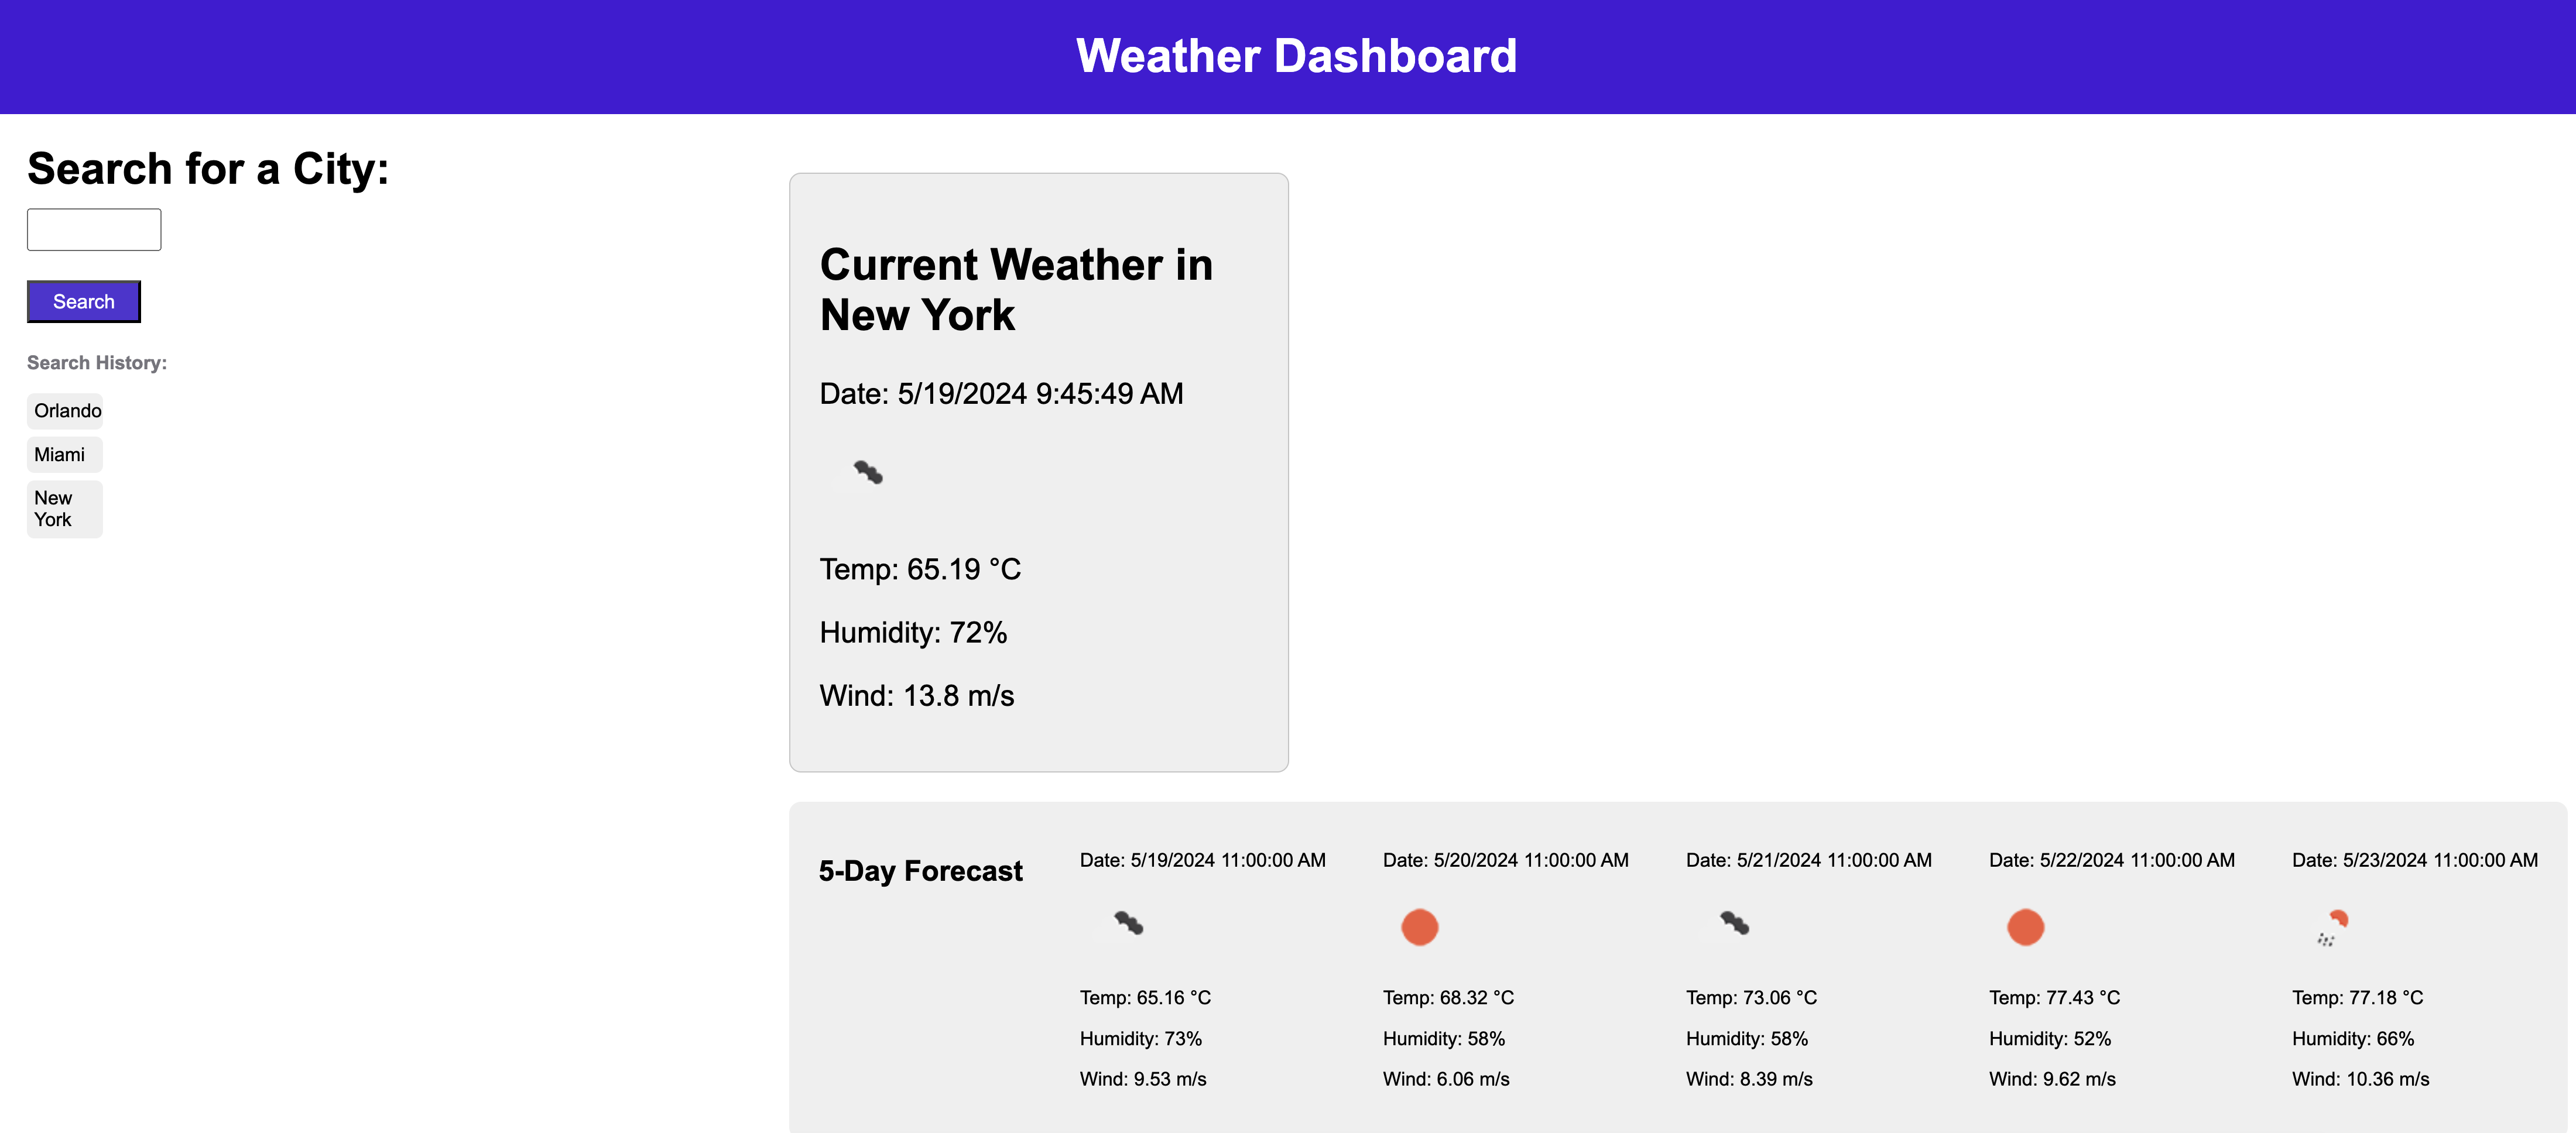 Weather Dashboard
Search for a City:
Search
Search History:
Orlando
Miami
New
York
Current Weather in
New York
Date: 5/19/2024 9:45:49 AM
Temp: 65.19 °C
Humidity: 72%
Wind: 13.8 m/s
5-Day Forecast
Date: 5/19/2024 11:00:00 AM
Temp: 65.16 °C
Humidity: 73%
Wind: 9.53 m/s
Date: 5/20/2024 11:00:00 AM
Temp: 68.32 °C
Humidity: 58%
Wind: 6.06 m/s
Date: 5/21/2024 11:00:00 AM
Temp: 73.06 °C
Humidity: 58%
Wind: 8.39 m/s
Date: 5/22/2024 11:00:00 AM
Temp: 77.43 °C
Humidity: 52%
Wind: 9.62 m/s
Date: 5/23/2024 11:00:00 AM
Temp: 77.18 °C
Humidity: 66%
Wind: 10.36 m/s